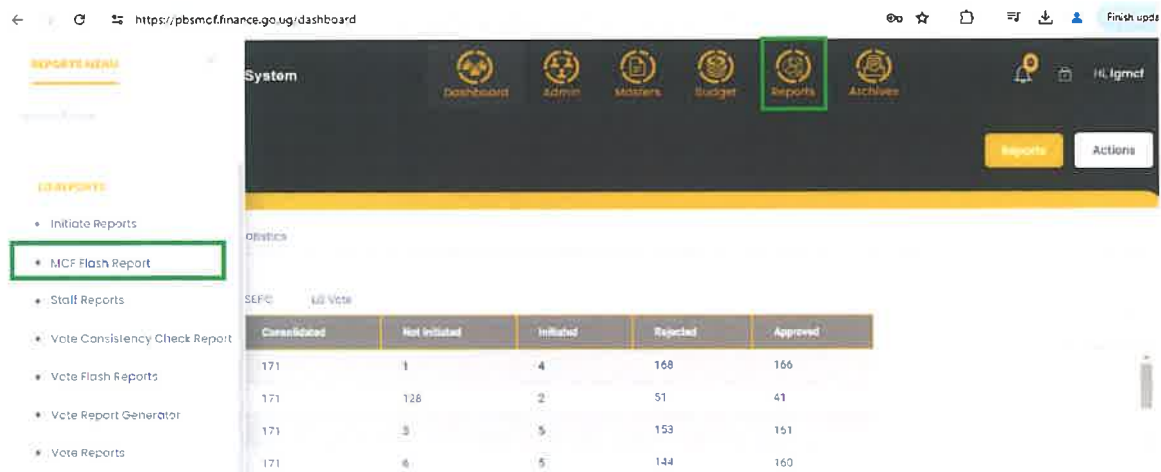 https://pbsmcf.finance.go.ug/dashboard
Finish upda
REPORTS MENU
System
Dashboard
Admin
Masters
Budget
Reports
Archives
Hi, lgmcf
Reports
Actions
LG REPORTS
Initiate Reports
MCF Flash Report
Staff Reports
SEFC LG Vote
Vote Consistency Check Report
Vote Flash Reports
Vote Report Generator
Vote Reports
Consolidated Not Initiated Initiated Rejected Approved
171 1 4 168 166
171 128 2 51 41
171 3 5 153 151
171 6 5 144 160